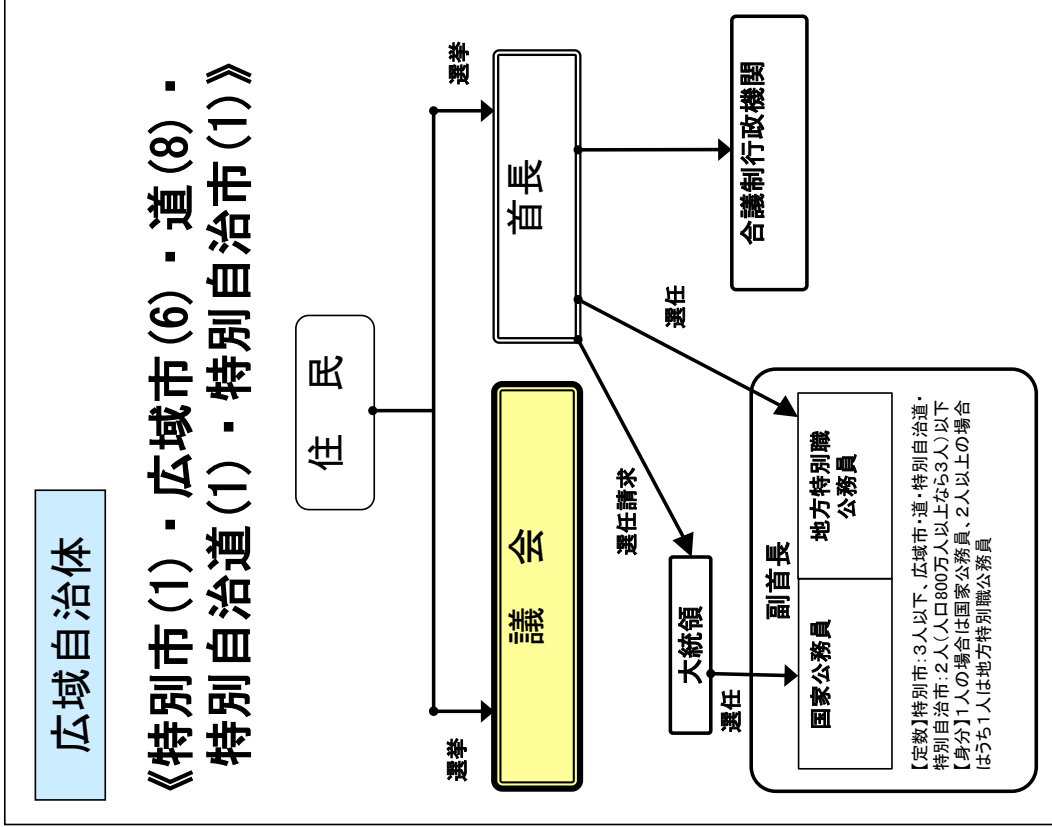 広域自治体
《特別市(1)・広域市(6)・道(8)・
特別自治道(1)・特別自治市(1)》
住 民
選挙
選挙
議 会
首長
選任請求
選任
大統領
合議制行政機関
選任
副首長
国家公務員
地方特別職
公務員
【定数】特別市：３人以下、広域市・道・特別自治道・
特別自治市：２人（人口800万人以上なら３人）以下
【身分】１人の場合は国家公務員、２人以上の場合
はうち１人は地方特別職公務員